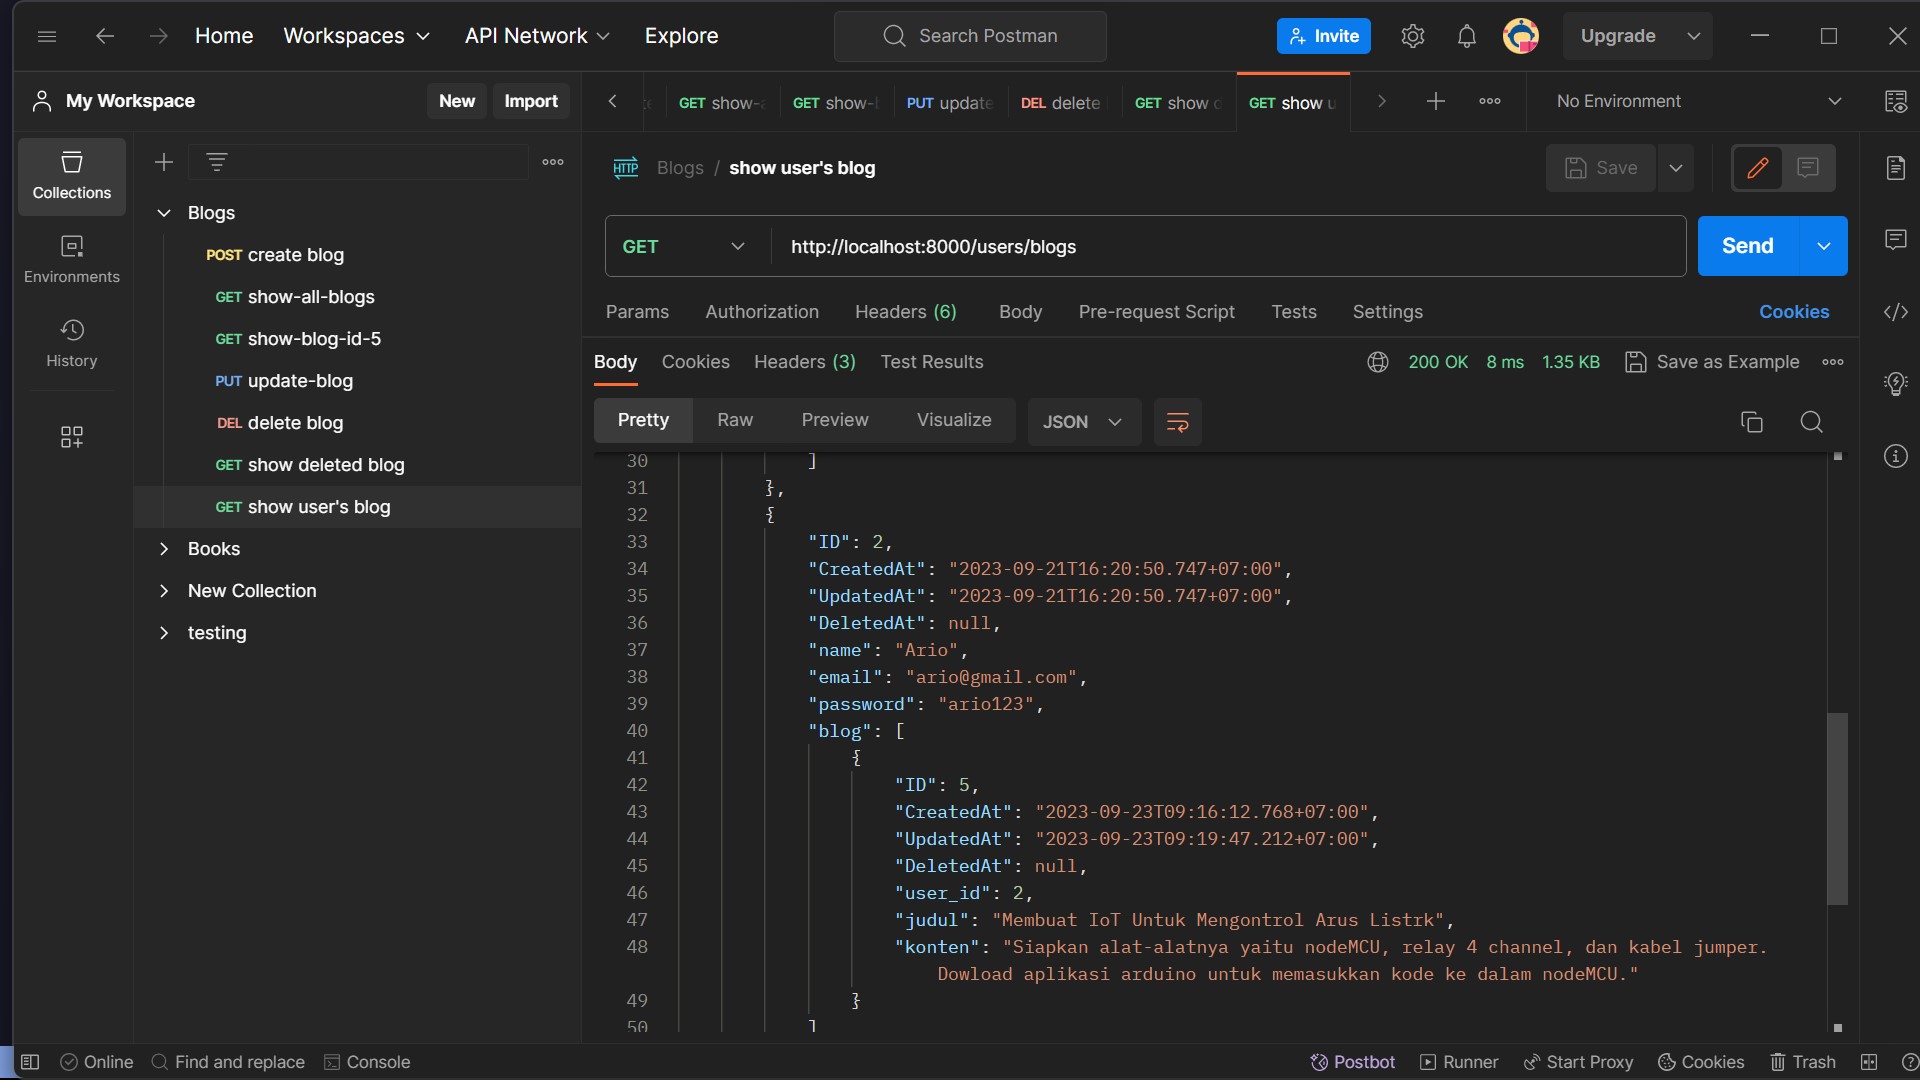 Home
Workspaces
API Network
Explore
Search Postman
Invite
Upgrade
My Workspace
New
Import
GET show-
GET show-
PUT update
DEL delete
GET show
GET show
No Environment
Collections
Environments
History
Blogs
POST create blog
GET show-all-blogs
GET show-blog-id-5
PUT update-blog
DEL delete blog
GET show deleted blog
GET show user's blog
Books
New Collection
testing
HTTP
Blogs / show user's blog
Save
GET
http://localhost:8000/users/blogs
Send
Params
Authorization
Headers (6)
Body
Pre-request Script
Tests
Settings
Cookies
Body
Cookies
Headers (3)
Test Results
200 OK
8 ms
1.35 KB
Save as Example
Pretty
Raw
Preview
Visualize
JSON
30 ]
31 },
32 {
33 "ID": 2,
34 "CreatedAt": "2023-09-21T16:20:50.747+07:00",
35 "UpdatedAt": "2023-09-21T16:20:50.747+07:00",
36 "DeletedAt": null,
37 "name": "Ario",
38 "email": "ario@gmail.com",
39 "password": "ario123",
40 "blog": [
41 {
42 "ID": 5,
43 "CreatedAt": "2023-09-23T09:16:12.768+07:00",
44 "UpdatedAt": "2023-09-23T09:19:47.212+07:00",
45 "DeletedAt": null,
46 "user_id": 2,
47 "judul": "Membuat IoT Untuk Mengontrol Arus Listrk",
48 "konten": "Siapkan alat-alatnya yaitu nodeMCU, relay 4 channel, dan kabel jumper.
Dowload aplikasi arduino untuk memasukkan kode ke dalam nodeMCU."
49 }
50 ]
Online
Find and replace
Console
Postbot
Runner
Start Proxy
Cookies
Trash